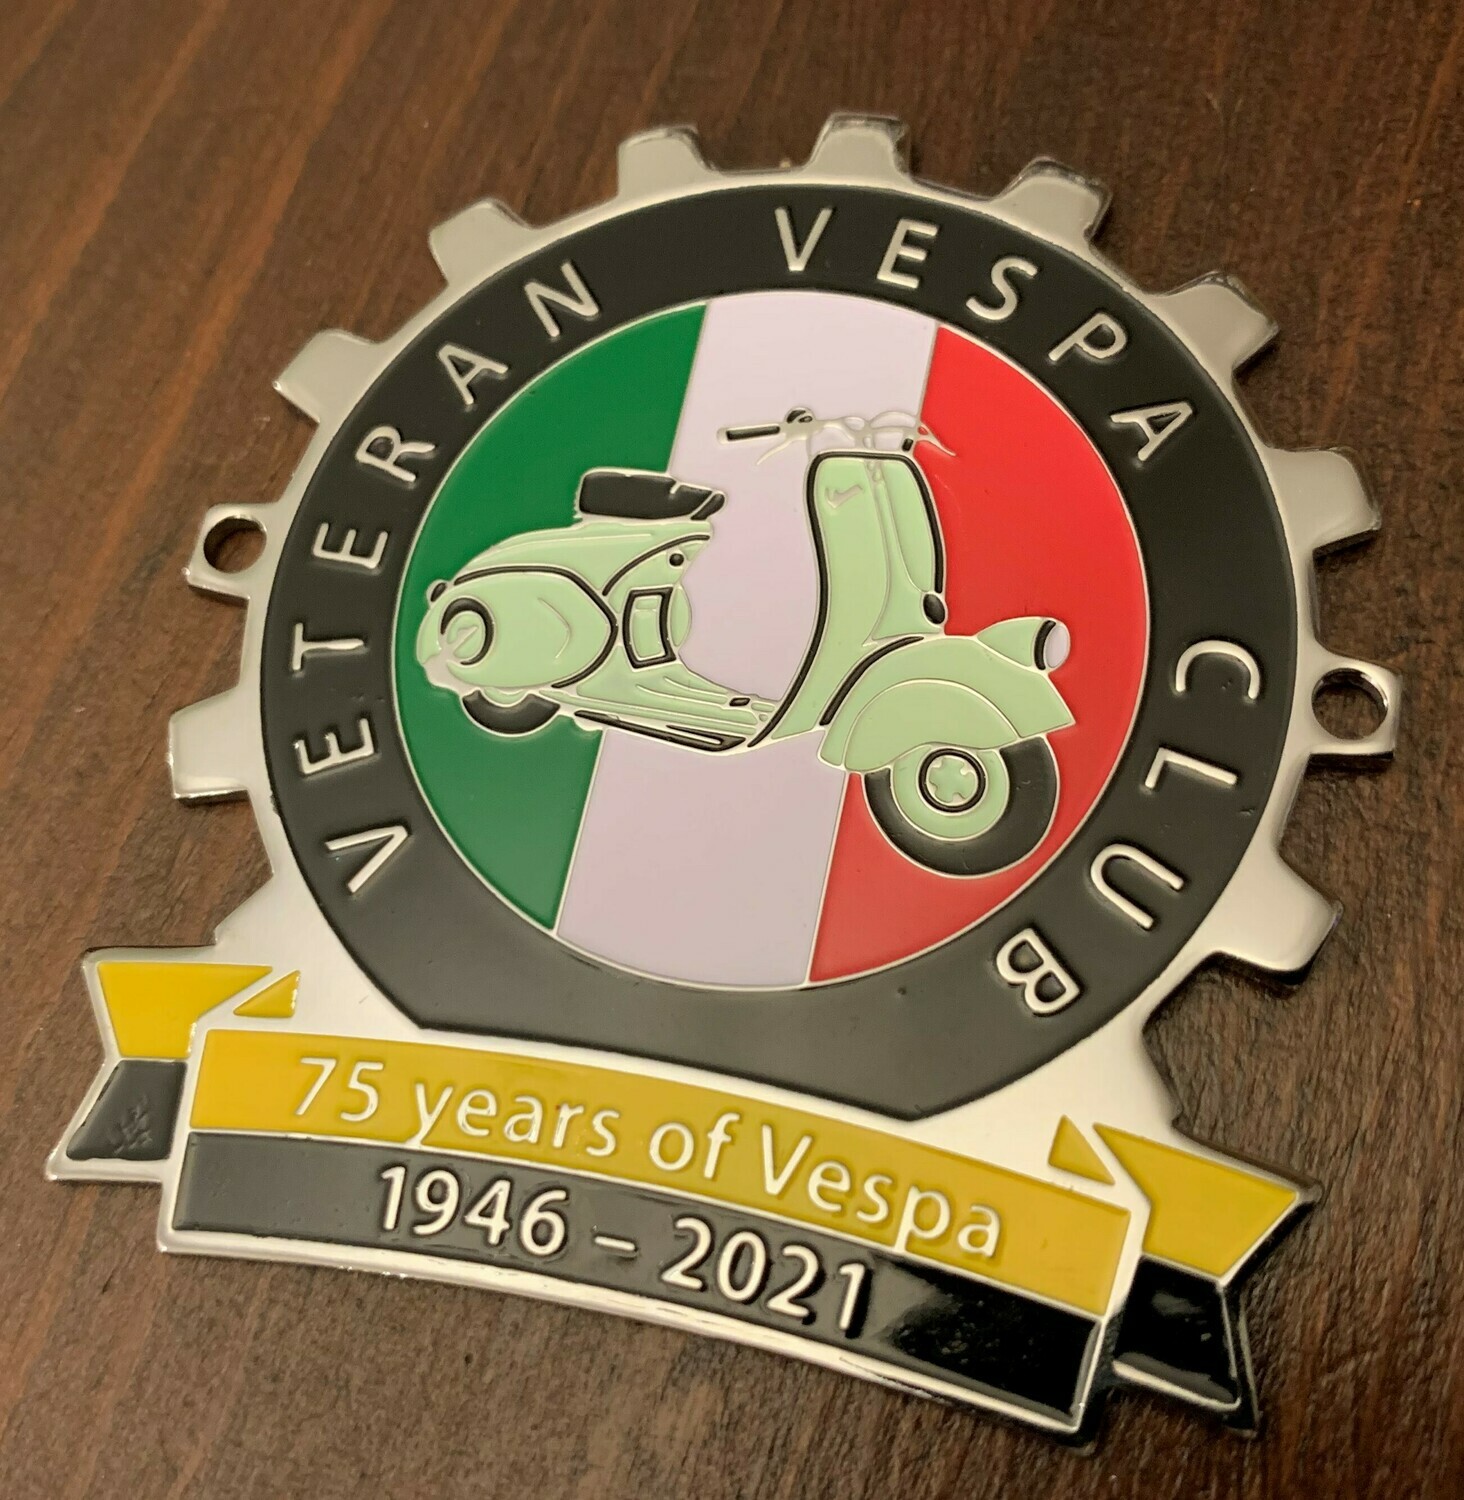 VETERAN VESPA CLUB
75 years of Vespa
1946 – 2021